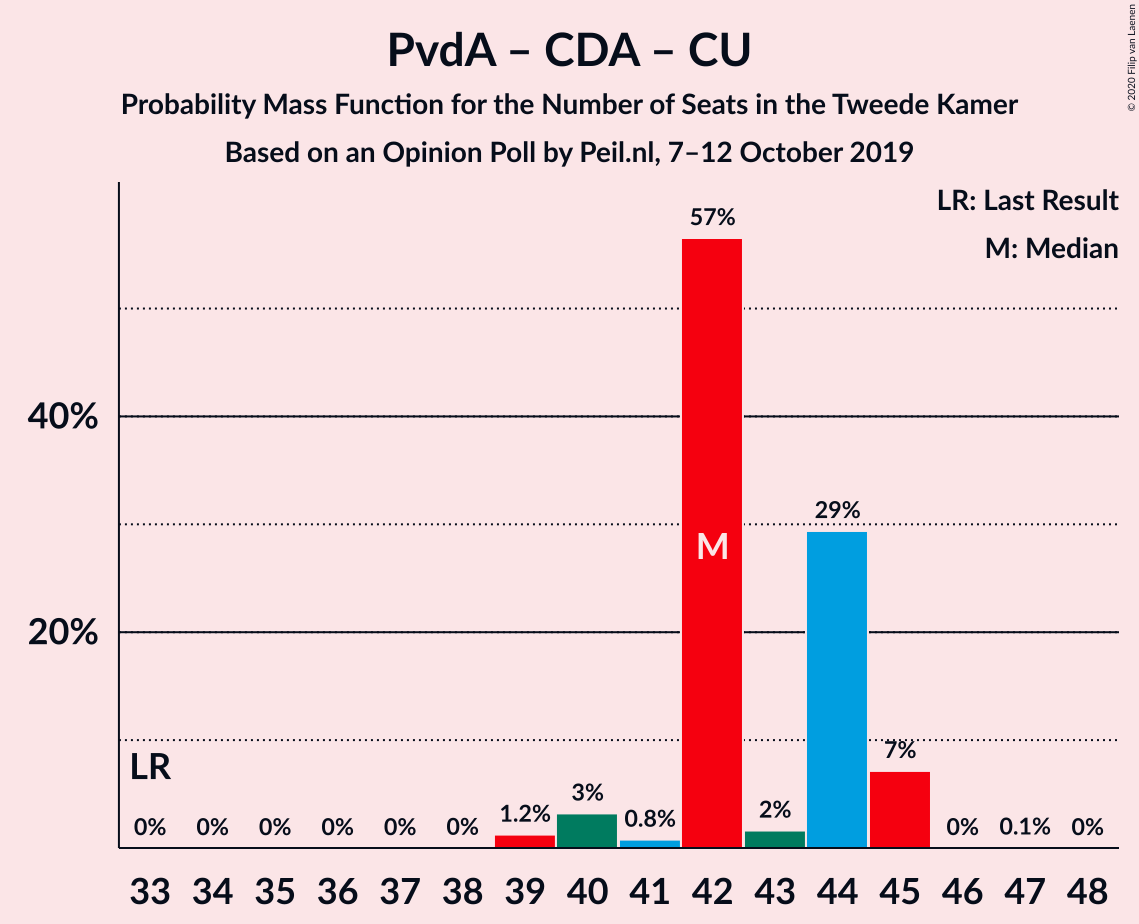 PvdA – CDA – CU
Probability Mass Function for the Number of Seats in the Tweede Kamer
Based on an Opinion Poll by Peil.nl, 7–12 October 2019
© 2020 Filip van Laenen
LR: Last Result
M: Median
57%
40%
29%
M
20%
LR
7%
0% 0% 0% 0% 0% 0% 1.2% 3% 0.8% 2% 0% 0.1% 0%
33 34 35 36 37 38 39 40 41 42 43 44 45 46 47 48